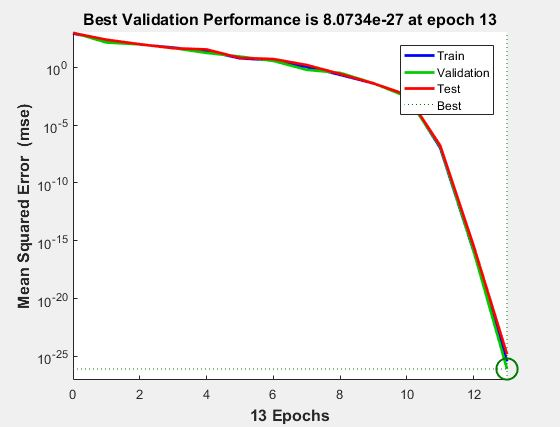 Best Validation Performance is 8.0734e-27 at epoch 13
Train
Validation
Test
Best
Mean Squared Error (mse)
10^0
10^-5
10^-10
10^-15
10^-20
10^-25
0 2 4 6 8 10 12
13 Epochs